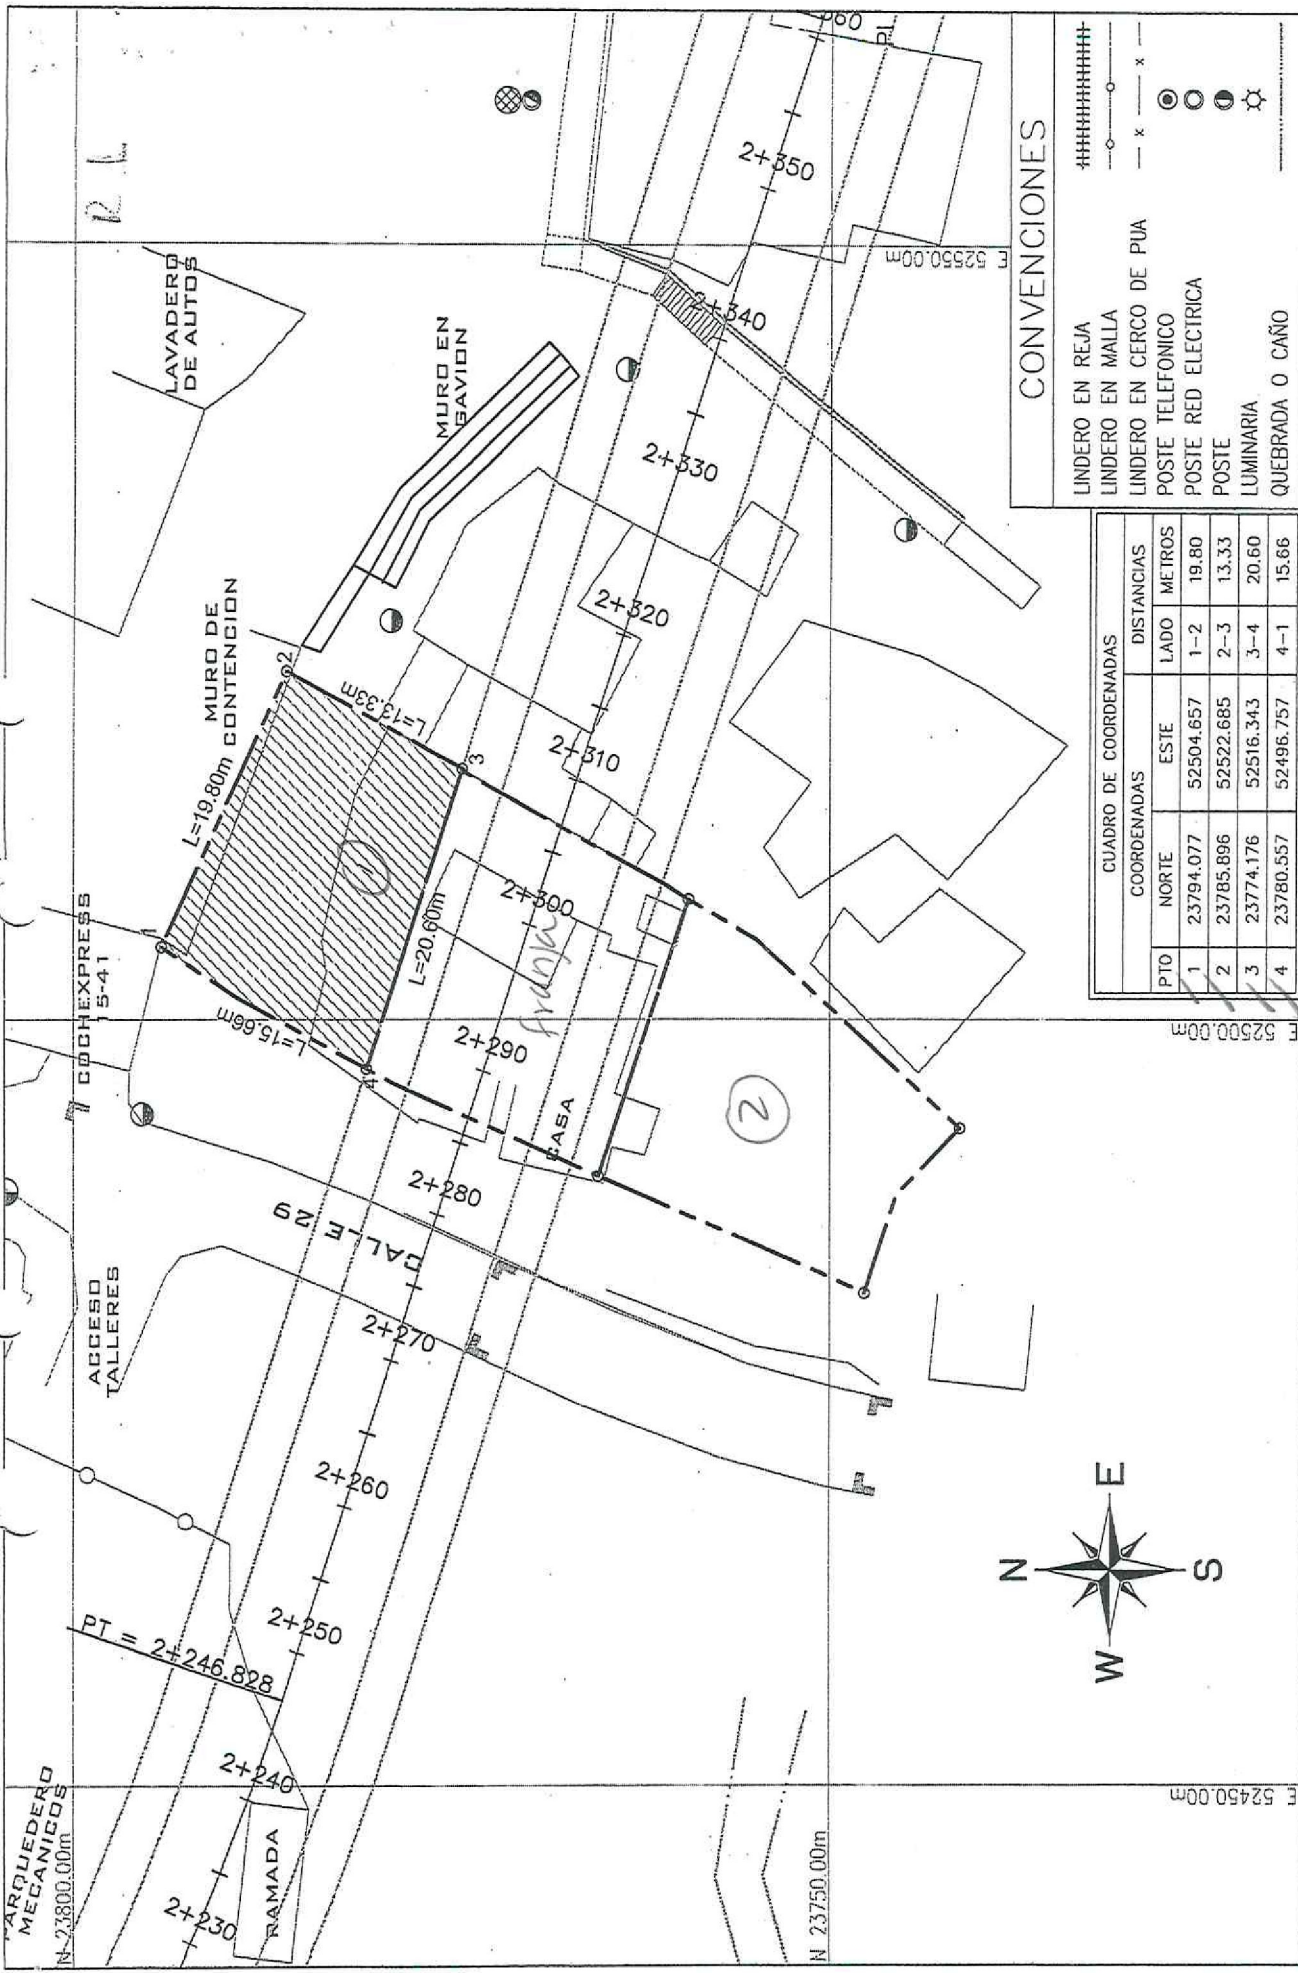 PARQUEDERO
MECANICOS
N 23800.00m
2+230
RAMADA
2+240
PT = 2+246.828
2+250
2+260
2+270
2+280
2+290
2+300
2+310
2+320
2+330
2+340
2+350
PI
ACCESO
TALLERES
CALLE 29
COCHEXPRESS
15-41
MURO DE
CONTENCION
MURO EN
GAVION
LAVADERO
DE AUTOS
R L
1
2
3
4
L=19.80m
L=13.33m
L=20.60m
L=15.66m
1
franja
CASA
2
N 23750.00m
E 52450.00m
E 52500.00m
E 52550.00m
N
W E
S
CUADRO DE COORDENADAS
COORDENADAS DISTANCIAS
PTO NORTE ESTE LADO METROS
1 23794.077 52504.657 1-2 19.80
2 23785.896 52522.685 2-3 13.33
3 23774.176 52516.343 3-4 20.60
4 23780.557 52496.757 4-1 15.66
CONVENCIONES
LINDERO EN REJA
LINDERO EN MALLA
LINDERO EN CERCO DE PUA
POSTE TELEFONICO
POSTE RED ELECTRICA
POSTE
LUMINARIA
QUEBRADA O CAÑO